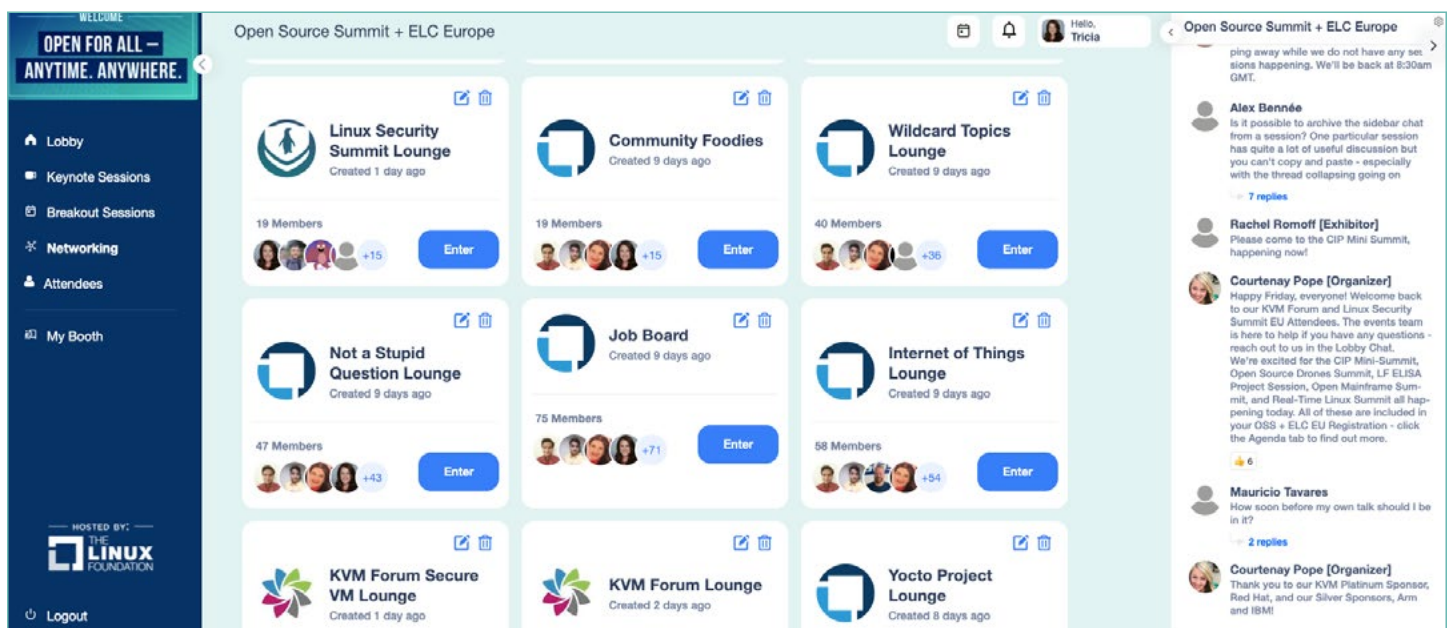 WELCOME
OPEN FOR ALL –
ANYTIME. ANYWHERE.
Lobby
Keynote Sessions
Breakout Sessions
Networking
Attendees
My Booth
HOSTED BY:
THE
LINUX
FOUNDATION
Logout
Open Source Summit + ELC Europe
Hello,
Tricia
Linux Security
Summit Lounge
Created 1 day ago
19 Members
+15
Enter
Community Foodies
Created 9 days ago
19 Members
+15
Enter
Wildcard Topics
Lounge
Created 9 days ago
40 Members
+36
Enter
Not a Stupid
Question Lounge
Created 9 days ago
47 Members
+43
Enter
Job Board
Created 9 days ago
75 Members
+71
Enter
Internet of Things
Lounge
Created 9 days ago
58 Members
+54
Enter
KVM Forum Secure
VM Lounge
Created 1 day ago
KVM Forum Lounge
Created 2 days ago
Yocto Project
Lounge
Created 8 days ago
Open Source Summit + ELC Europe
ping away while we do not have any ses-
sions happening. We'll be back at 8:30am
GMT.
Alex Bennée
Is it possible to archive the sidebar chat
from a session? One particular session
has quite a lot of useful discussion but
you can't copy and paste - especially
with the thread collapsing going on
7 replies
Rachel Romoff [Exhibitor]
Please come to the CIP Mini Summit,
happening now!
Courtenay Pope [Organizer]
Happy Friday, everyone! Welcome back
to our KVM Forum and Linux Security
Summit EU Attendees. The events team
is here to help if you have any questions -
reach out to us in the Lobby Chat.
We're excited for the CIP Mini-Summit,
Open Source Drones Summit, LF ELISA
Project Session, Open Mainframe Sum-
mit, and Real-Time Linux Summit all hap-
pening today. All of these are included in
your OSS + ELC EU Registration - click
the Agenda tab to find out more.
6
Mauricio Tavares
How soon before my own talk should I be
in it?
2 replies
Courtenay Pope [Organizer]
Thank you to our KVM Platinum Sponsor,
Red Hat, and our Silver Sponsors, Arm
and IBM!